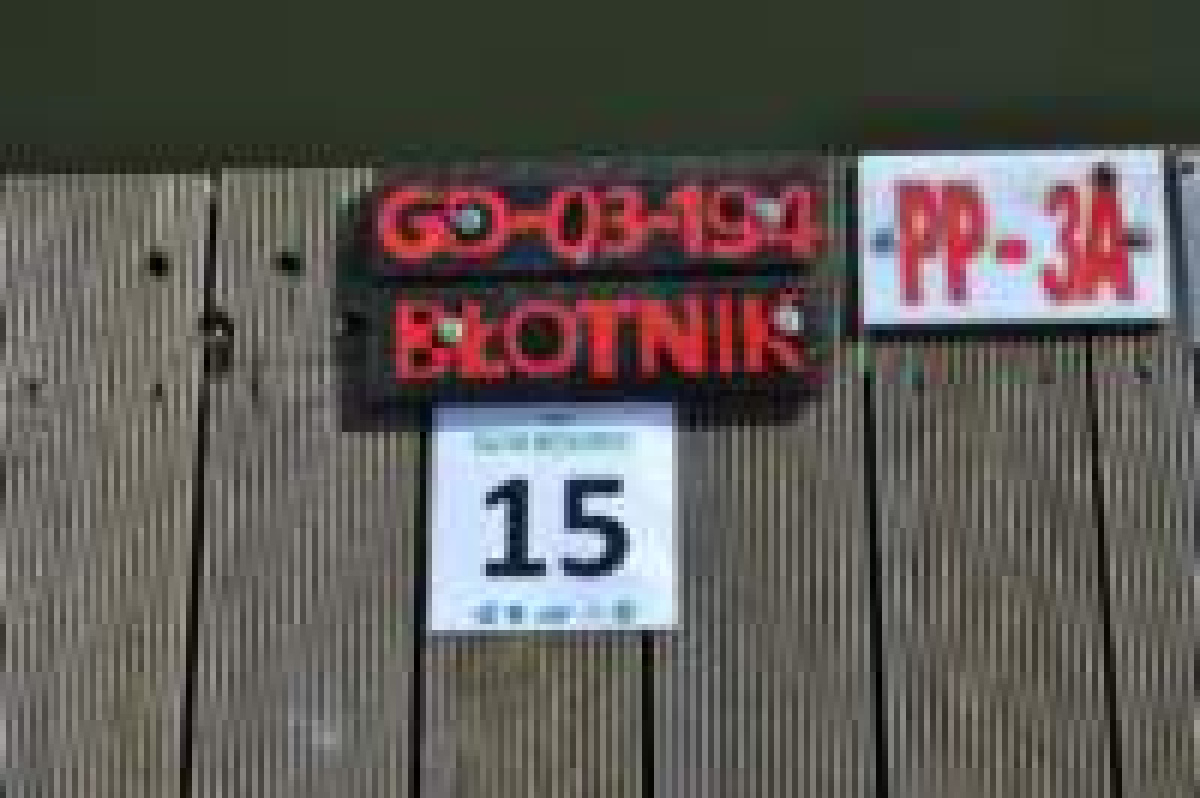 GO-03-194
BŁOTNIK
PP-3A
15